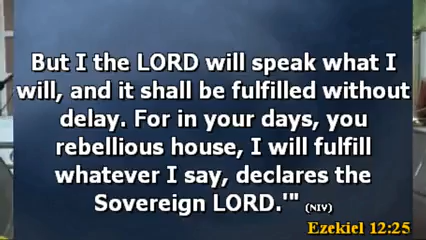 But I the LORD will speak what I
will, and it shall be fulfilled without
delay. For in your days, you
rebellious house, I will fulfill
whatever I say, declares the
Sovereign LORD.'" (NIV)
Ezekiel 12:25